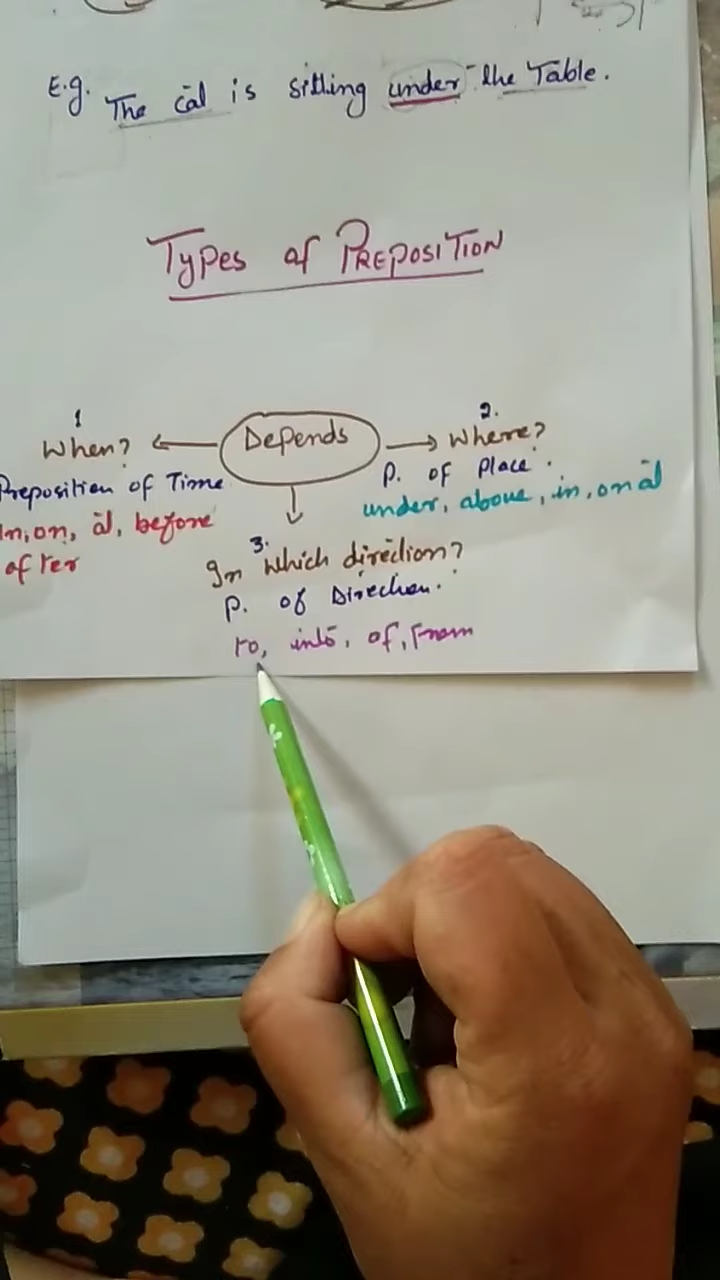 E.g. The cat is sitting under the Table.
Types of PREPOSITION
Depends
1
When?
Preposition of Time
In, on, at, before
after
2.
Where?
P. of Place.
under, above, in, on at
3.
In which direction?
P. of Direction.
to, into, of, From